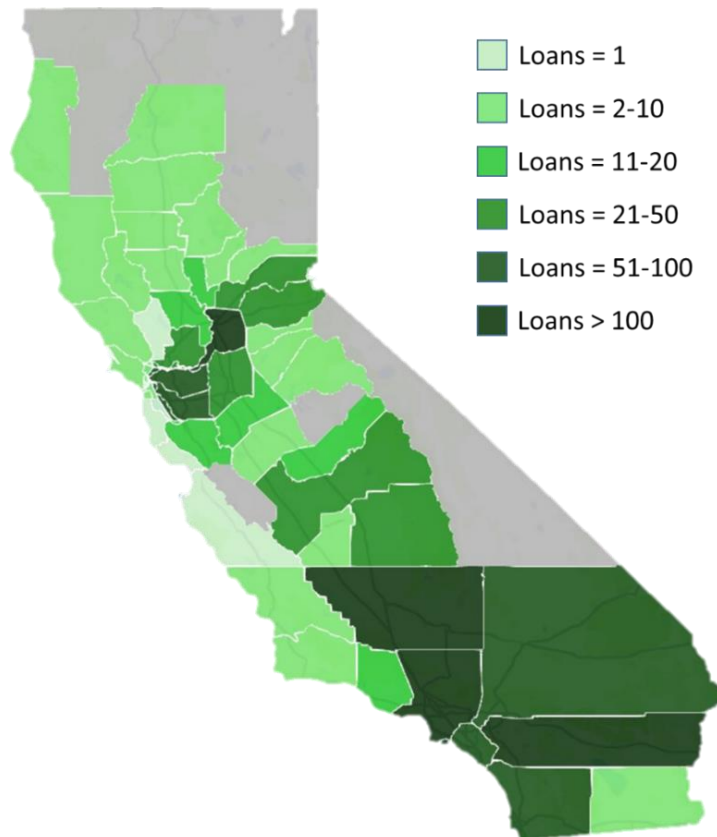 Loans = 1
Loans = 2-10
Loans = 11-20
Loans = 21-50
Loans = 51-100
Loans > 100